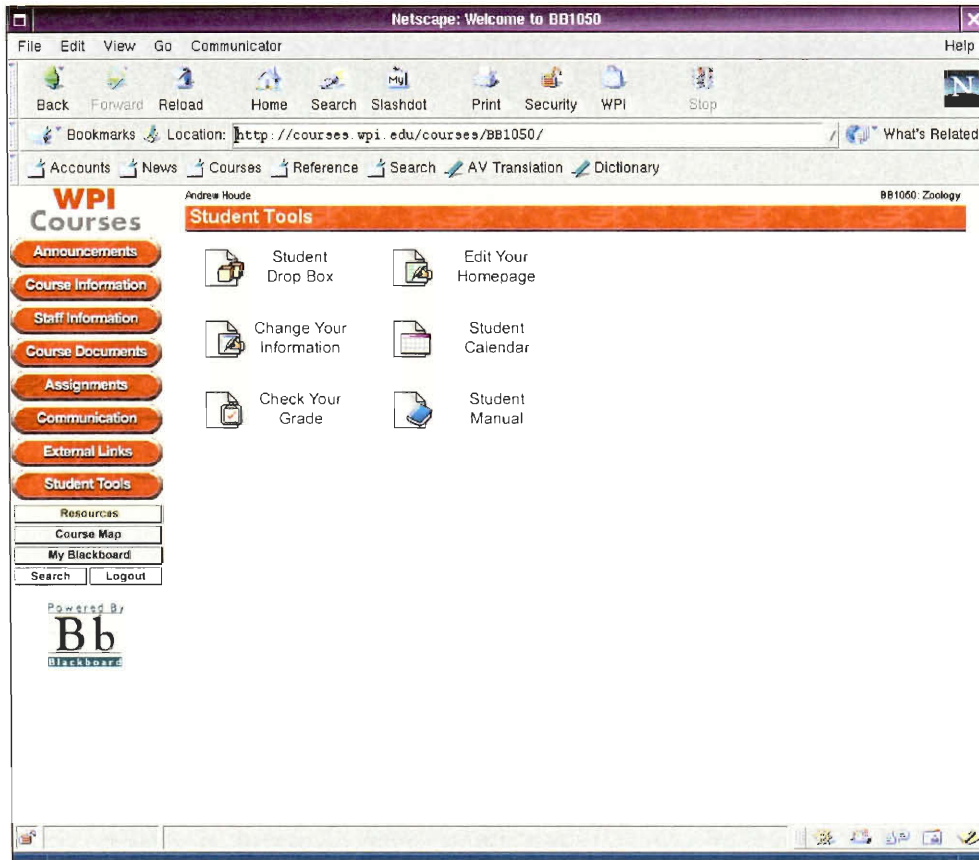 Netscape: Welcome to BB1050
File Edit View Go Communicator Help
Back Forward Reload Home Search Slashdot Print Security WPI Stop
My
N
Bookmarks Location: http://courses.wpi.edu/courses/BB1050/ What's Related
Accounts News Courses Reference Search AV Translation Dictionary
WPI
Courses
Andrew Houde BB1050: Zoology
Student Tools
Announcements
Course Information
Staff Information
Course Documents
Assignments
Communication
External Links
Student Tools
Resources
Course Map
My Blackboard
Search Logout
Powered By
Bb
Blackboard
Student
Drop Box
Edit Your
Homepage
Change Your
Information
Student
Calendar
Check Your
Grade
Student
Manual